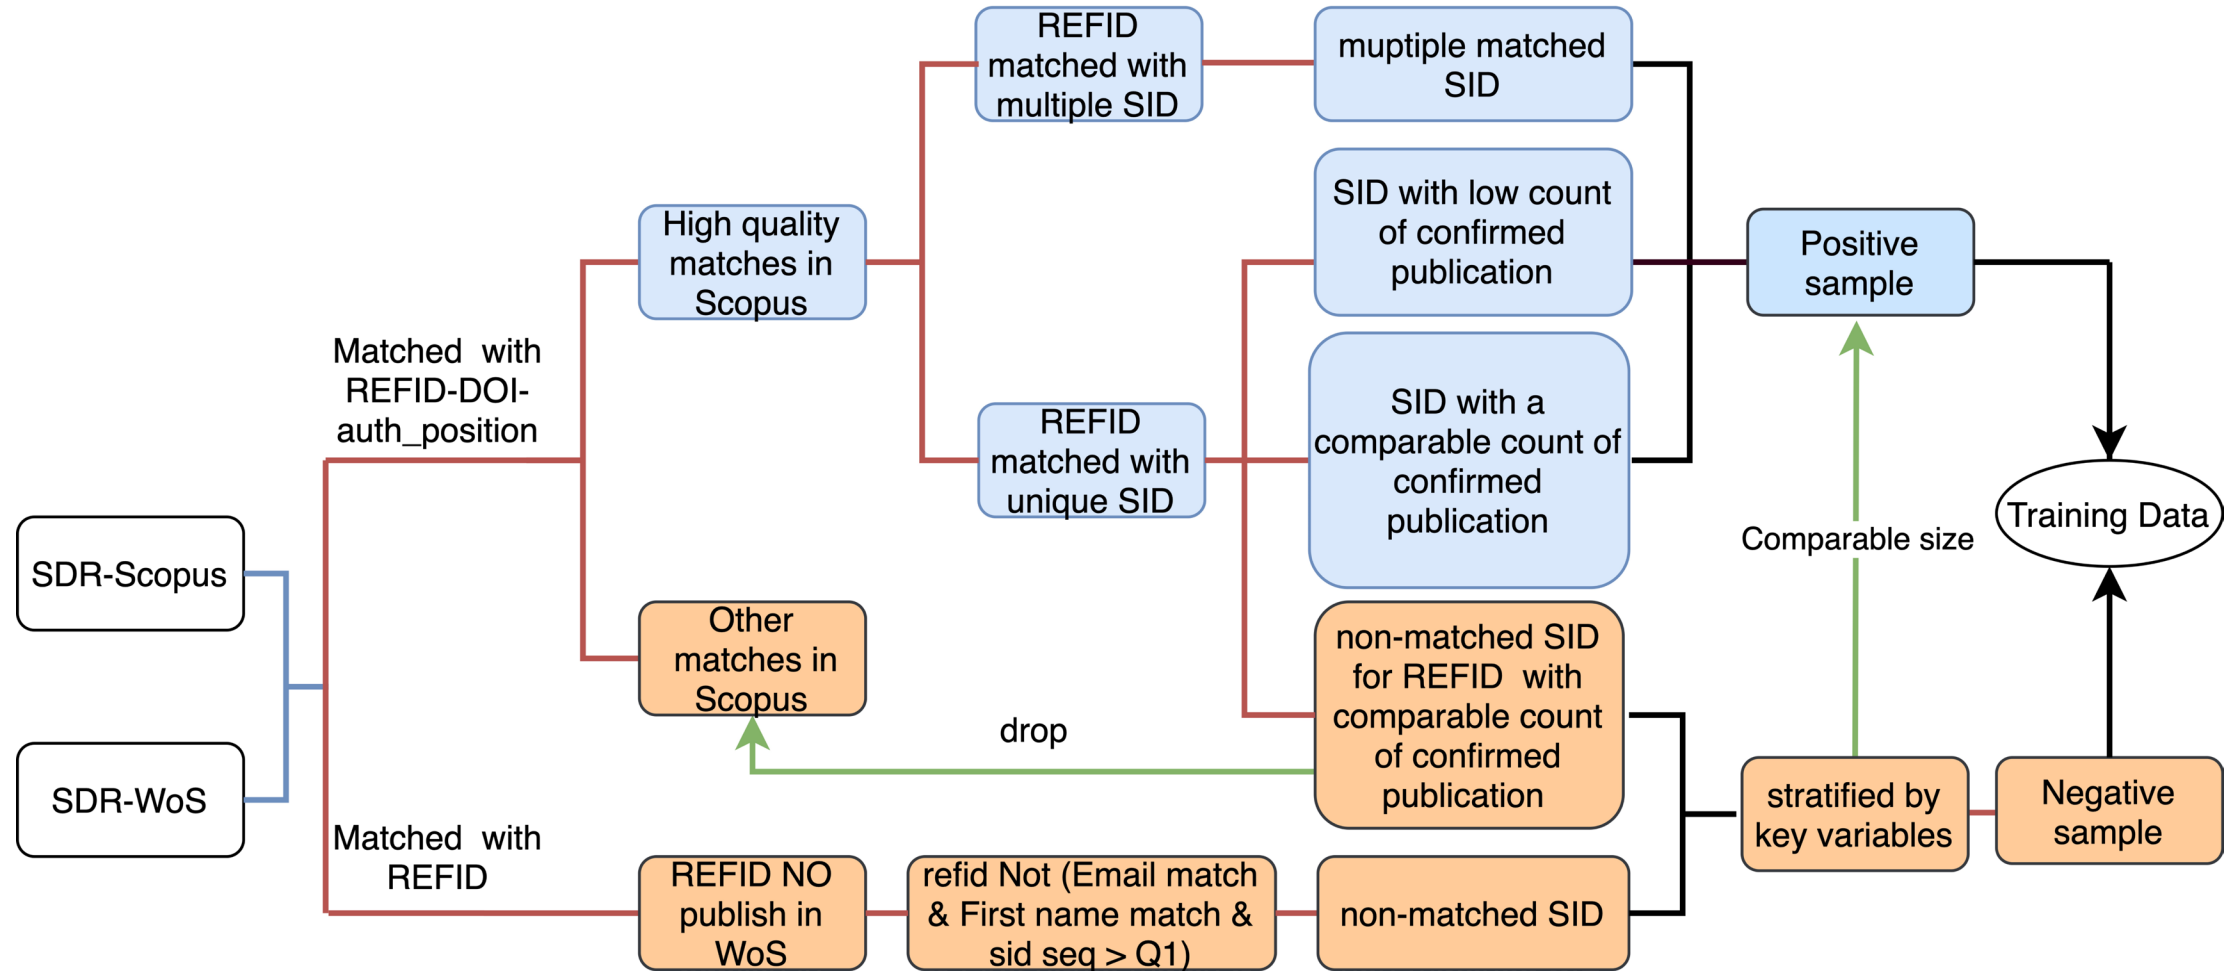 REFID
matched with
multiple SID
muptiple matched
SID
SID with low count
of confirmed
publication
High quality
matches in
Scopus
Positive
sample
Matched with
REFID-DOI-
auth_position
REFID
matched with
unique SID
SID with a
comparable count of
confirmed
publication
Training Data
Comparable size
SDR-Scopus
Other
matches in
Scopus
non-matched SID
for REFID with
comparable count
of confirmed
publication
drop
SDR-WoS
stratified by
key variables
Negative
sample
Matched with
REFID
REFID NO
publish in
WoS
refid Not (Email match
& First name match &
sid seq > Q1)
non-matched SID